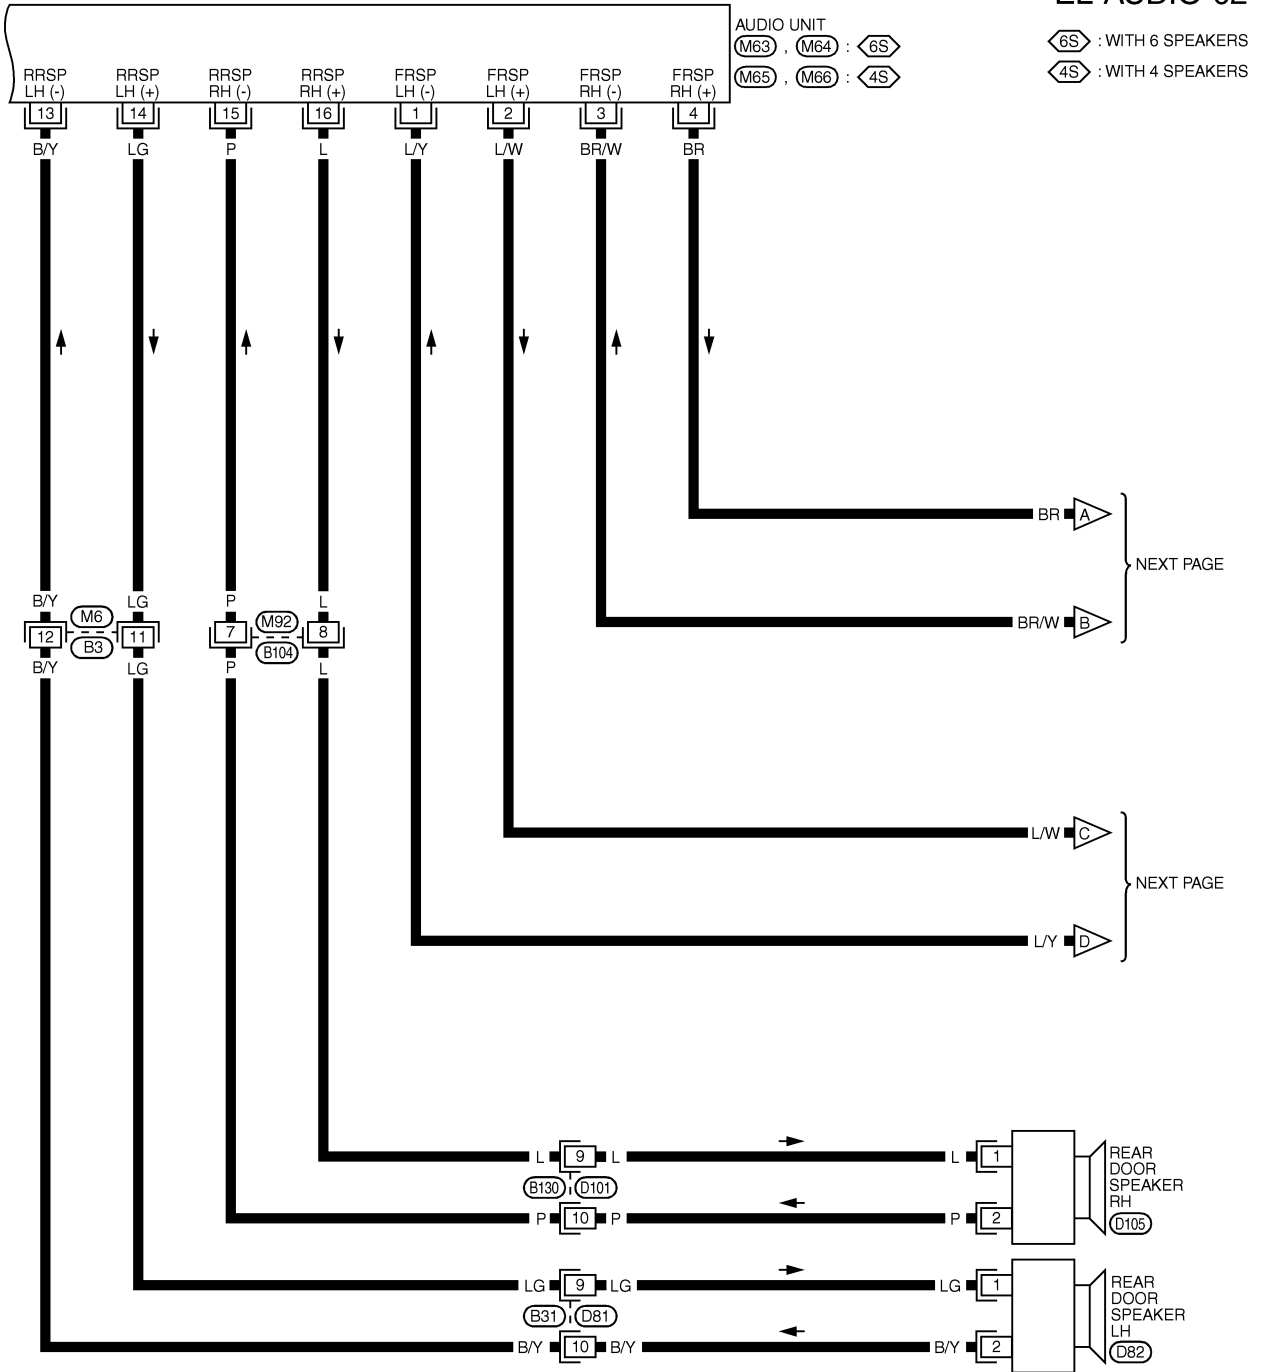 AUDIO UNIT
M63 , M64 : 6S
M65 , M66 : 4S
6S : WITH 6 SPEAKERS
4S : WITH 4 SPEAKERS
RRSP LH (-)
RRSP LH (+)
RRSP RH (-)
RRSP RH (+)
FRSP LH (-)
FRSP LH (+)
FRSP RH (-)
FRSP RH (+)
13 14 15 16 1 2 3 4
B/Y LG P L L/Y L/W BR/W BR
BR A
NEXT PAGE
BR/W B
B/Y LG P L
12 M6 B3 11 7 M92 B104 8
B/Y LG P L
L/W C
NEXT PAGE
L/Y D
L 9 L L 1
B130 D101
P 10 P P 2
REAR
DOOR
SPEAKER
RH
D105
LG 9 LG LG 1
B31 D81
B/Y 10 B/Y B/Y 2
REAR
DOOR
SPEAKER
LH
D82